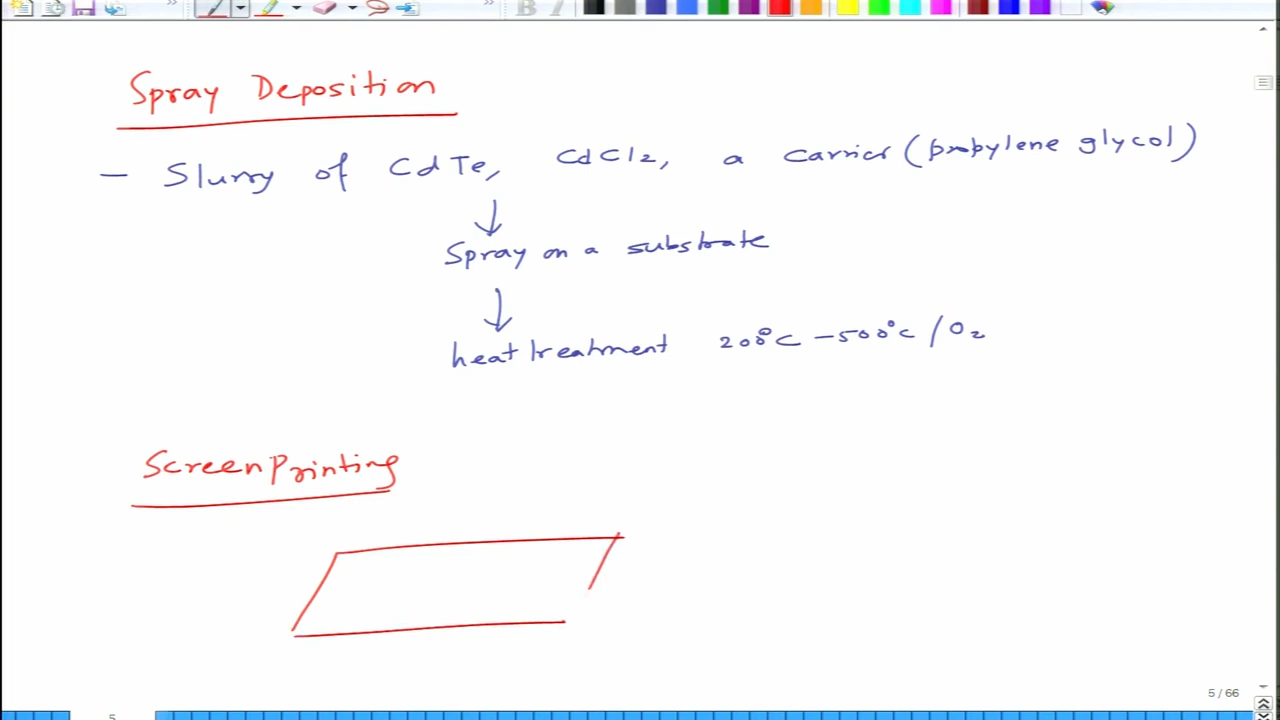 Spray Deposition
— Slurry of CdTe, CdCl2, a carrier (propylene glycol)
↓
Spray on a substrate
↓
heat treatment 200°C - 500°C / O2
Screen Printing
5 / 66
5